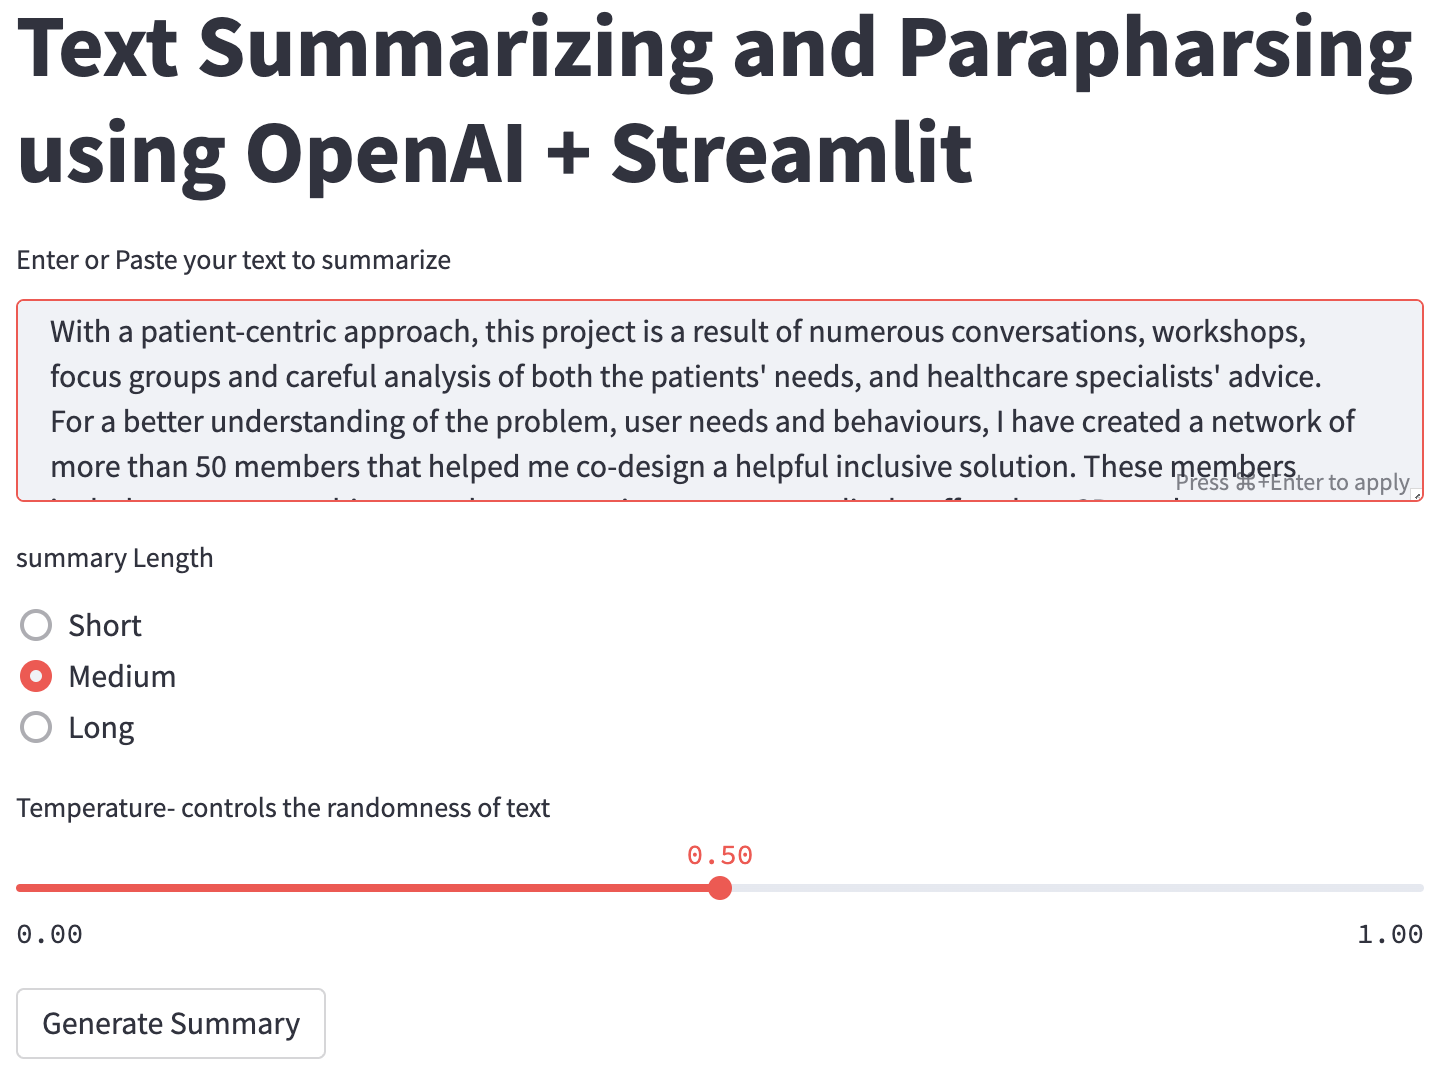 Text Summarizing and Parapharsing
using OpenAI + Streamlit
Enter or Paste your text to summarize
With a patient-centric approach, this project is a result of numerous conversations, workshops,
focus groups and careful analysis of both the patients' needs, and healthcare specialists' advice.
For a better understanding of the problem, user needs and behaviours, I have created a network of
more than 50 members that helped me co-design a helpful inclusive solution. These members
Press ⌘+Enter to apply
summary Length
Short
Medium
Long
Temperature- controls the randomness of text
0.50
0.00
1.00
Generate Summary